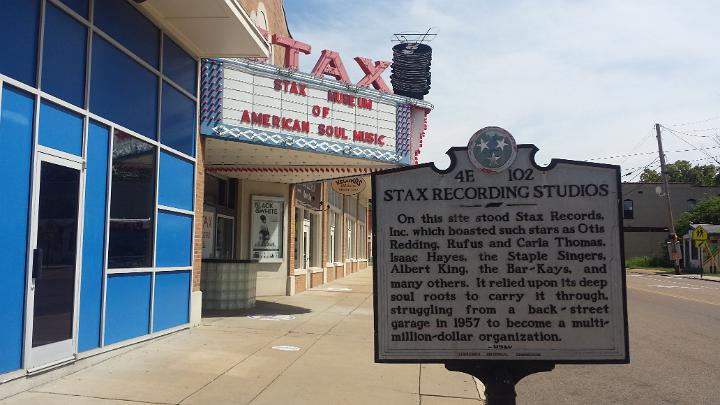 STAX
STAX MUSEUM
OF
AMERICAN SOUL MUSIC
4E 102
STAX RECORDING STUDIOS
On this site stood Stax Records,
Inc. which boasted such stars as Otis
Redding, Rufus and Carla Thomas,
Isaac Hayes, the Staple Singers,
Albert King, the Bar-Kays, and
many others. It relied upon its deep
soul roots to carry it through,
struggling from a back-street
garage in 1957 to become a multi-
million-dollar organization.
BLACK
WHITE